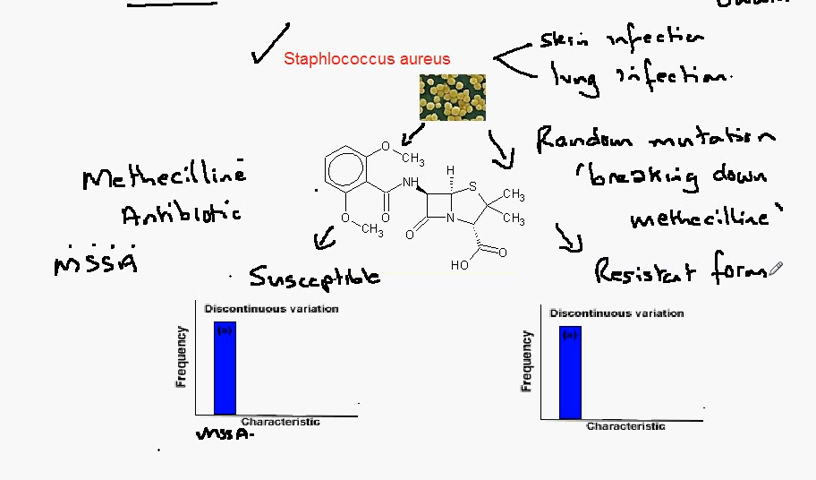 Staphlococcus aureus
skin infection
lung infection.
Random mutation
"breaking down
methecilline"
Methecilline
Antibiotic
MSSA
O
CH3
NH
O
O
CH3
H
S
CH3
CH3
N
O
O
HO
Susceptible
Resistant forms
Discontinuous variation
(a)
Frequency
Characteristic
MSSA-
Discontinuous variation
(a)
Frequency
Characteristic